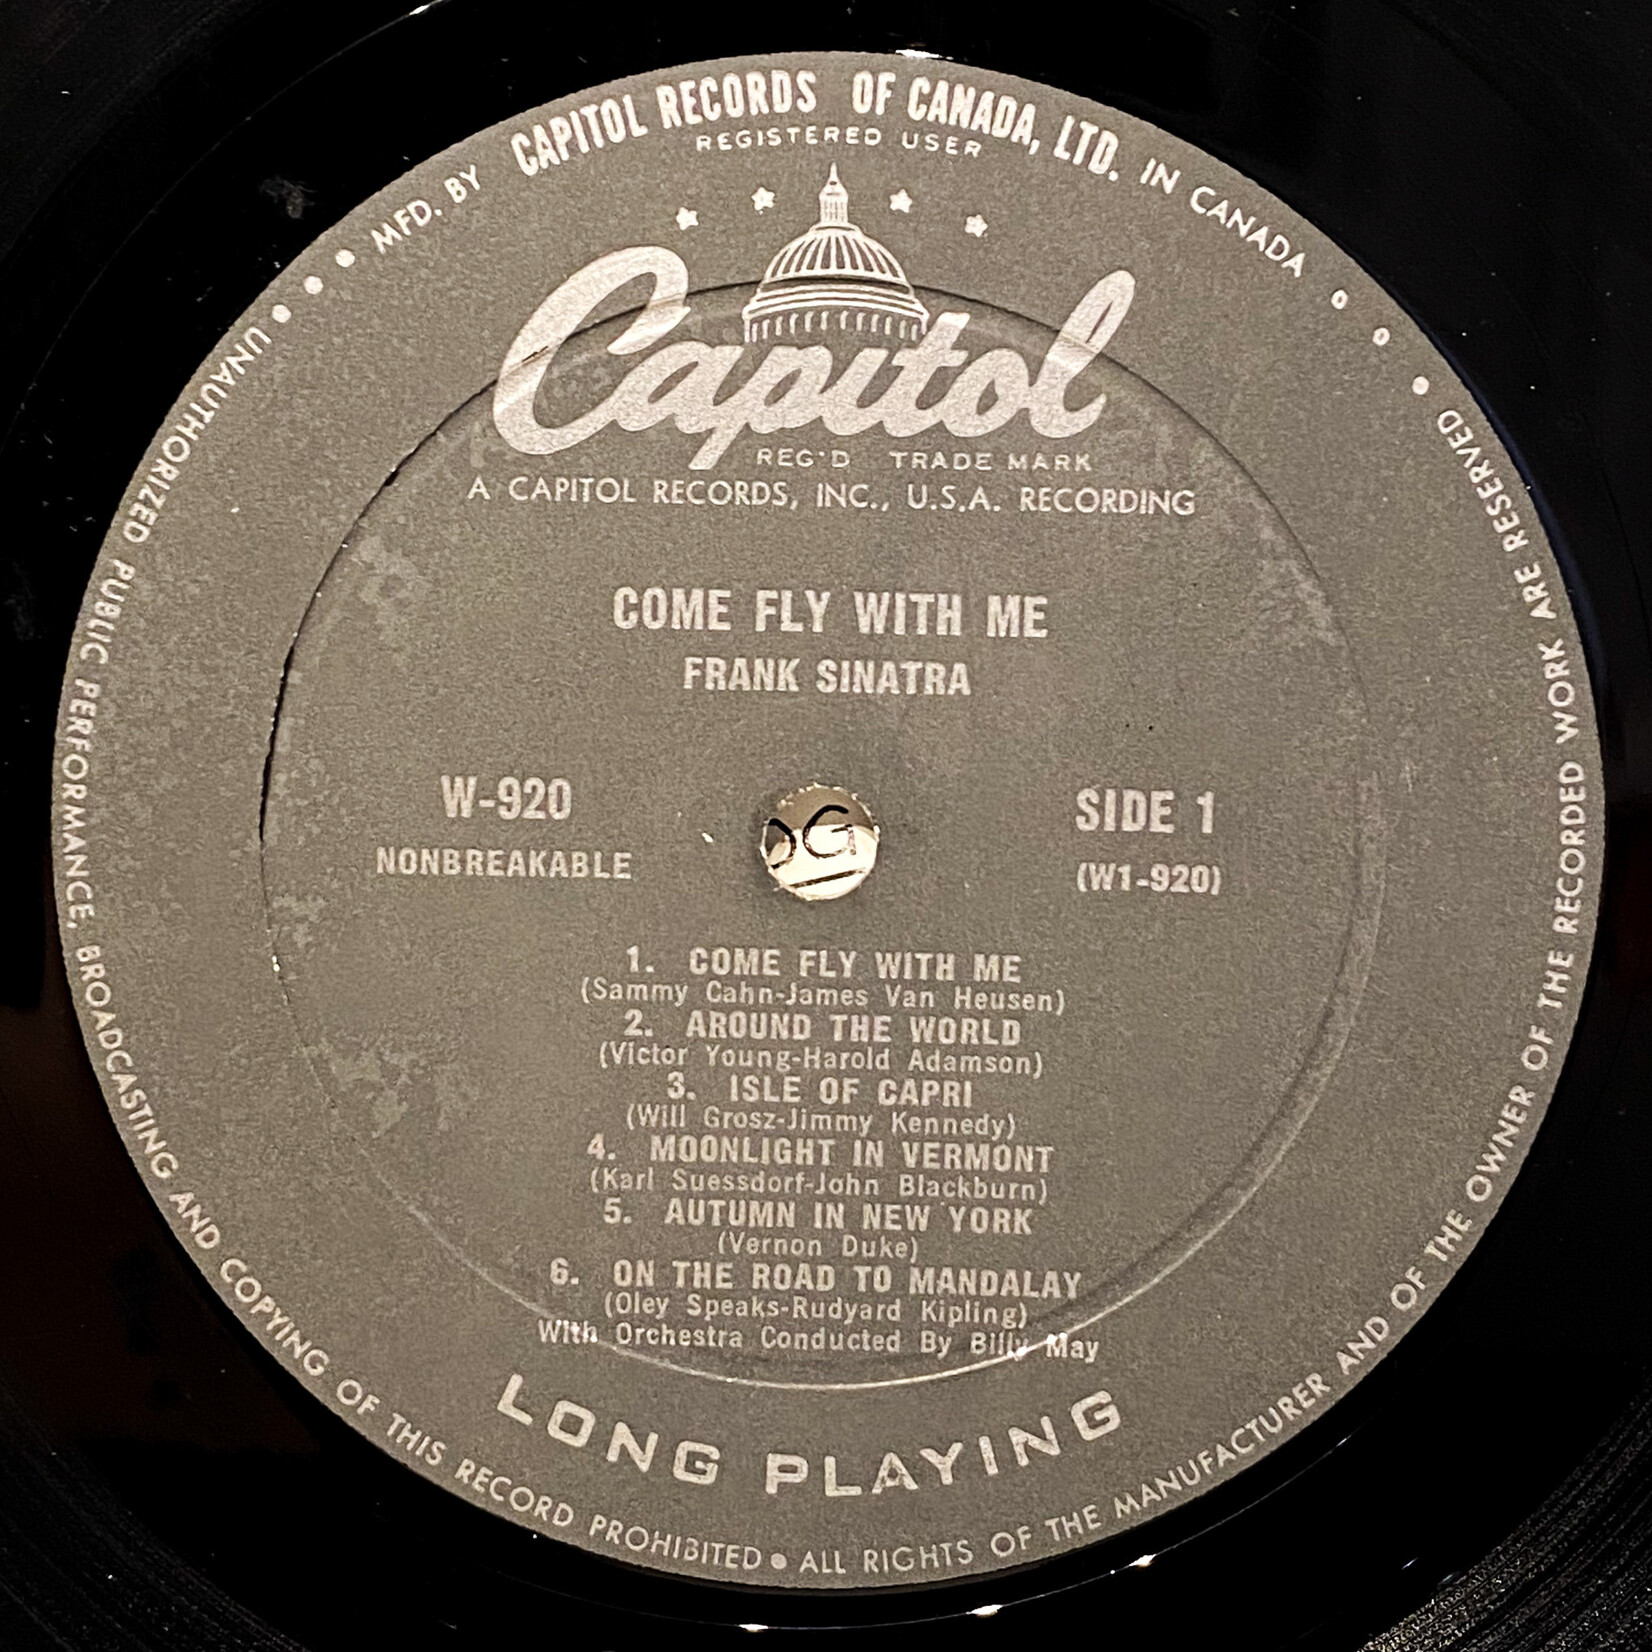 MFD. BY CAPITOL RECORDS OF CANADA, LTD. IN CANADA
REGISTERED USER
Capitol
REG'D TRADE MARK
A CAPITOL RECORDS, INC., U.S.A. RECORDING
COME FLY WITH ME
FRANK SINATRA
W-920
NONBREAKABLE
SIDE 1
(W1-920)
1. COME FLY WITH ME
(Sammy Cahn-James Van Heusen)
2. AROUND THE WORLD
(Victor Young-Harold Adamson)
3. ISLE OF CAPRI
(Will Grosz-Jimmy Kennedy)
4. MOONLIGHT IN VERMONT
(Karl Suessdorf-John Blackburn)
5. AUTUMN IN NEW YORK
(Vernon Duke)
6. ON THE ROAD TO MANDALAY
(Oley Speaks-Rudyard Kipling)
With Orchestra Conducted By Billy May
LONG PLAYING
UNAUTHORIZED PUBLIC PERFORMANCE, BROADCASTING AND COPYING OF THIS RECORD PROHIBITED • ALL RIGHTS OF THE MANUFACTURER AND OF THE OWNER OF THE RECORDED WORK ARE RESERVED